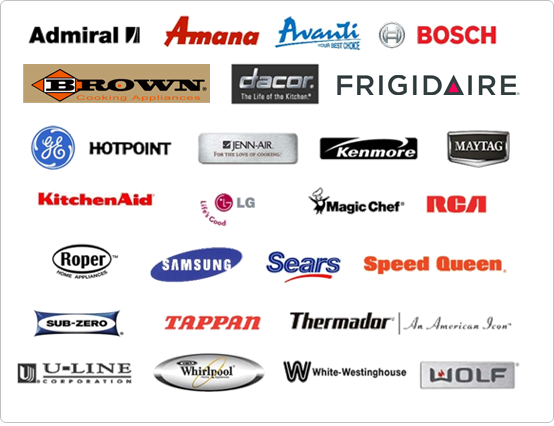 Admiral
Amana
Avanti
YOUR BEST CHOICE
BOSCH
BROWN®
Cooking Appliances
dacor.
The Life of the Kitchen.®
FRIGIDAIRE
GE
HOTPOINT
JENN-AIR
FOR THE LOVE OF COOKING.
Kenmore
MAYTAG
KitchenAid
LG
Life's Good
Magic Chef®
RCA
Roper™
HOME APPLIANCES
SAMSUNG
Sears
Speed Queen
SUB-ZERO
TAPPAN
Thermador
An American Icon™
U-LINE
CORPORATION
Whirlpool
White-Westinghouse
WOLF